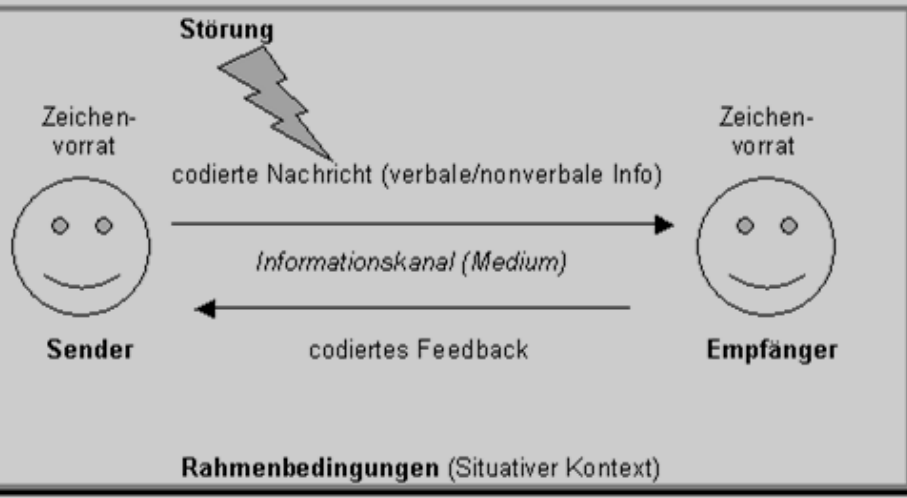 Störung
Zeichen-
vorrat
Zeichen-
vorrat
codierte Nachricht (verbale/nonverbale Info)
Informationskanal (Medium)
Sender
codiertes Feedback
Empfänger
Rahmenbedingungen (Situativer Kontext)